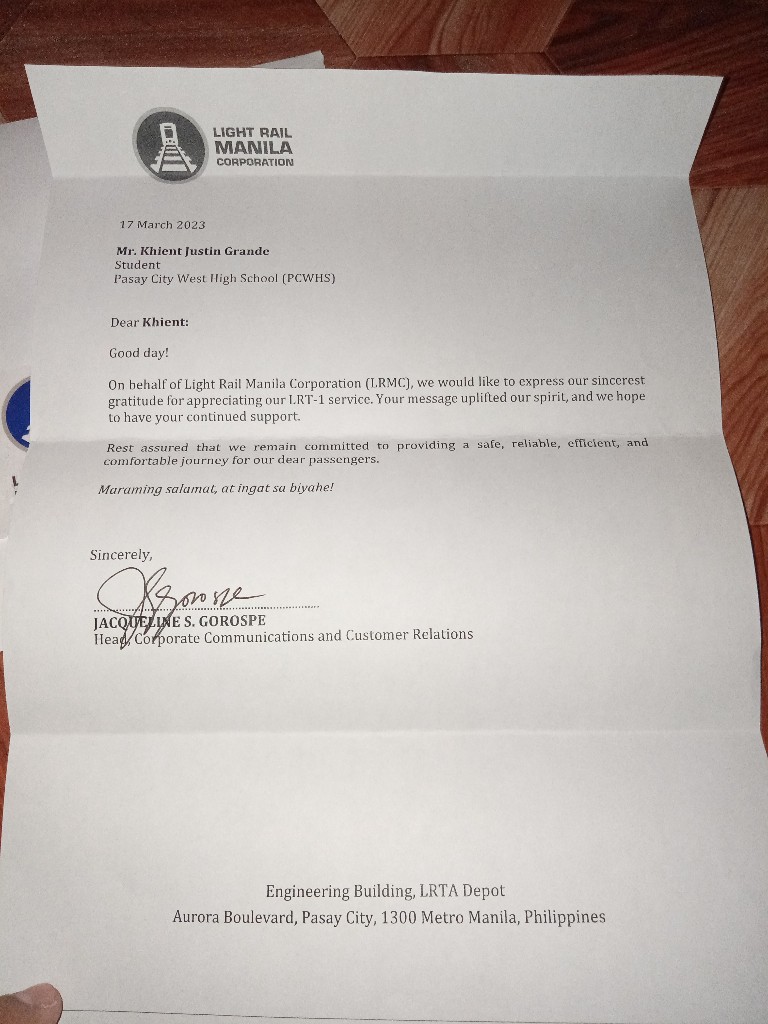 LIGHT RAIL
MANILA
CORPORATION
17 March 2023
Mr. Khient Justin Grande
Student
Pasay City West High School (PCWHS)
Dear Khient:
Good day!
On behalf of Light Rail Manila Corporation (LRMC), we would like to express our sincerest
gratitude for appreciating our LRT-1 service. Your message uplifted our spirit, and we hope
to have your continued support.
Rest assured that we remain committed to providing a safe, reliable, efficient, and
comfortable journey for our dear passengers.
Maraming salamat, at ingat sa biyahe!
Sincerely,
JSGorospe
JACQUELINE S. GOROSPE
Head, Corporate Communications and Customer Relations
Engineering Building, LRTA Depot
Aurora Boulevard, Pasay City, 1300 Metro Manila, Philippines